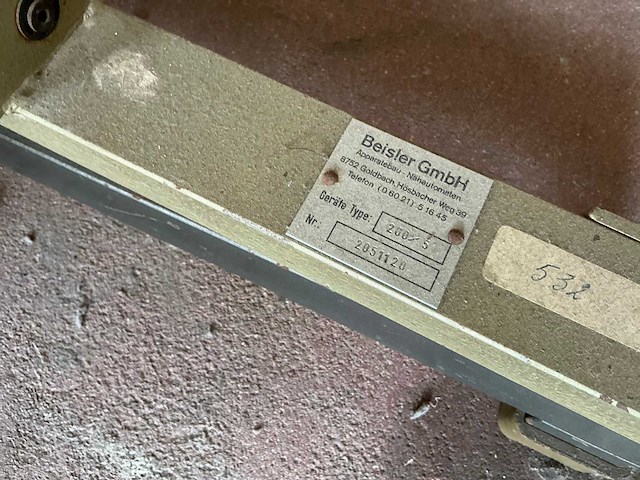 Beisler GmbH
Apparatebau · Nähautomaten
8752 Goldbach, Hösbacher Weg 39
Telefon (0 60 21) 5 16 45
Geräte Type: 200/5
Nr: 2051120
532